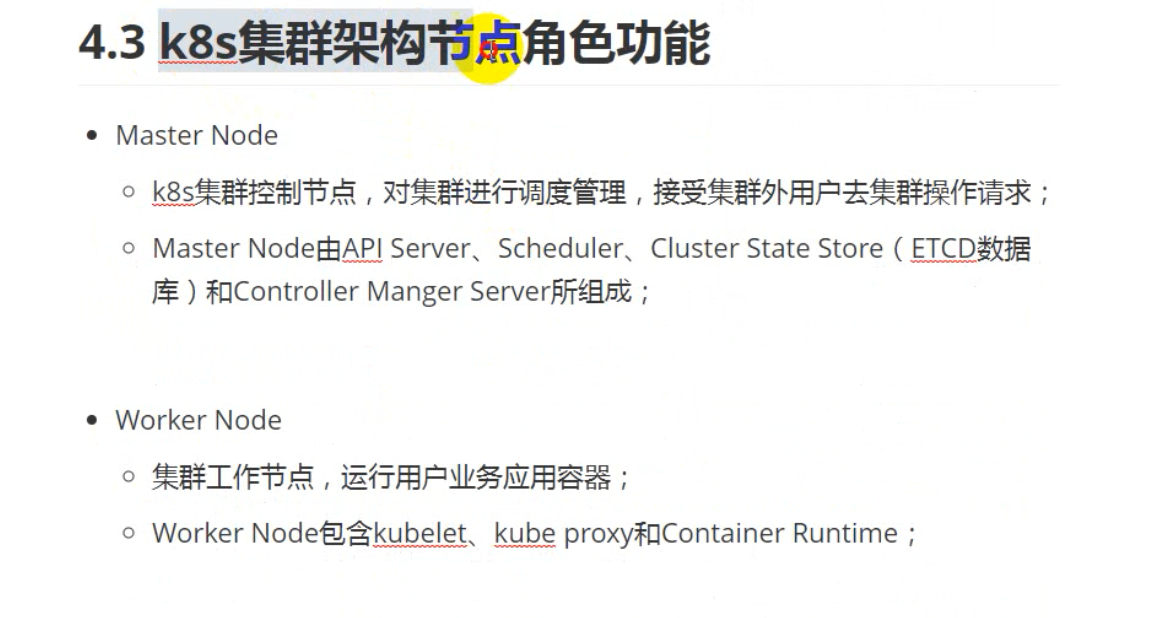 4.3 k8s集群架构节点角色功能
Master Node
k8s集群控制节点，对集群进行调度管理，接受集群外用户去集群操作请求；
Master Node由API Server、Scheduler、Cluster State Store（ETCD数据
库）和Controller Manger Server所组成；
Worker Node
集群工作节点，运行用户业务应用容器；
Worker Node包含kubelet、kube proxy和Container Runtime；